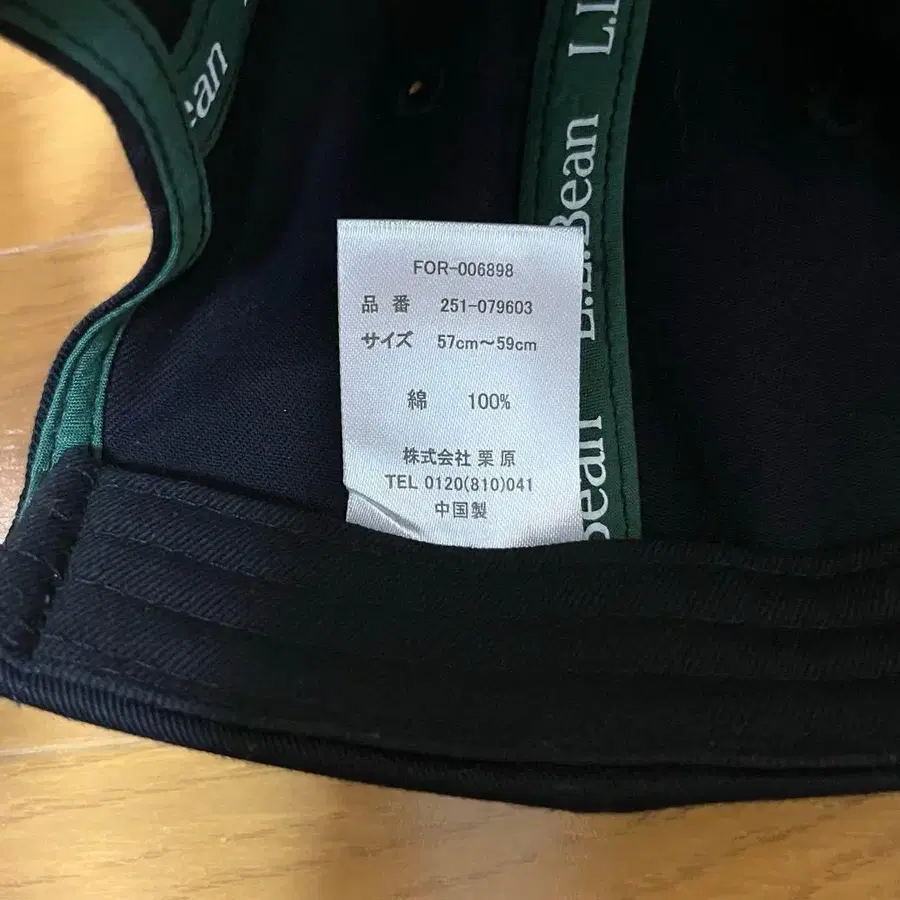 L.L
L.L.Bean
Bean
ean
FOR-006898
品番 251-079603
サイズ 57cm~59cm
綿 100%
株式会社 栗原
TEL 0120(810)041
中国製